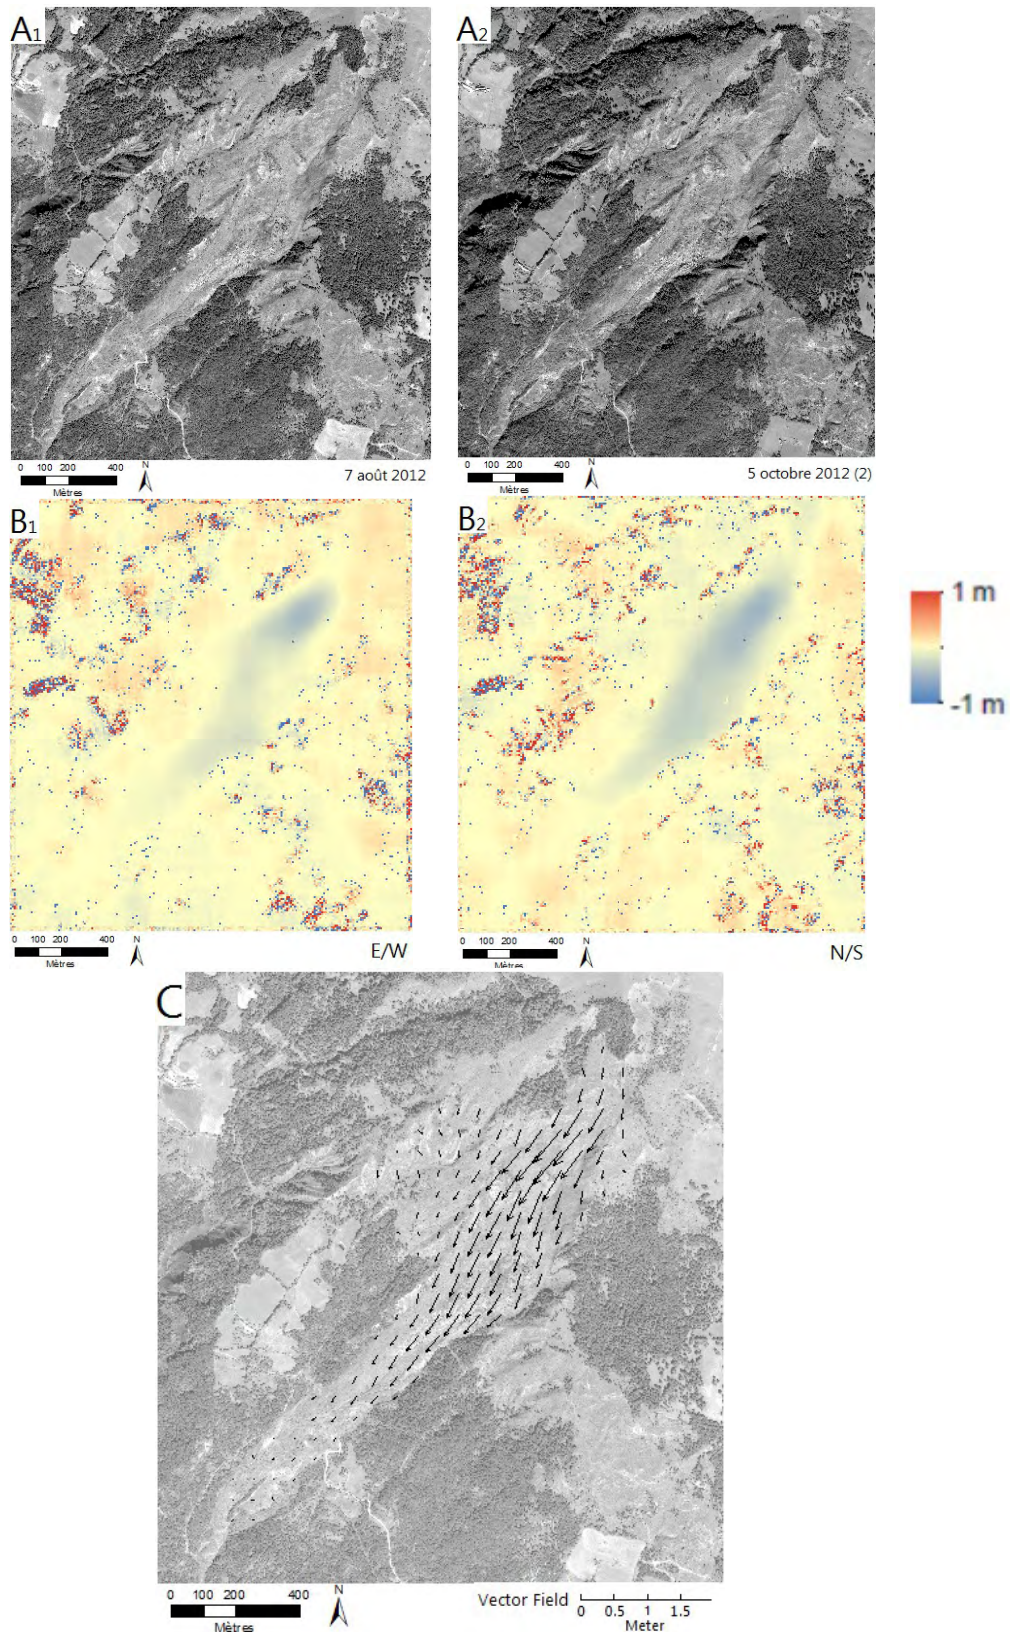 A1
A2
0 100 200 400
Mètres
N
7 août 2012
0 100 200 400
Mètres
N
5 octobre 2012 (2)
B1
B2
1 m
-1 m
0 100 200 400
Mètres
N
E/W
0 100 200 400
Mètres
N
N/S
C
0 100 200 400
Mètres
N
Vector Field
0 0.5 1 1.5
Meter